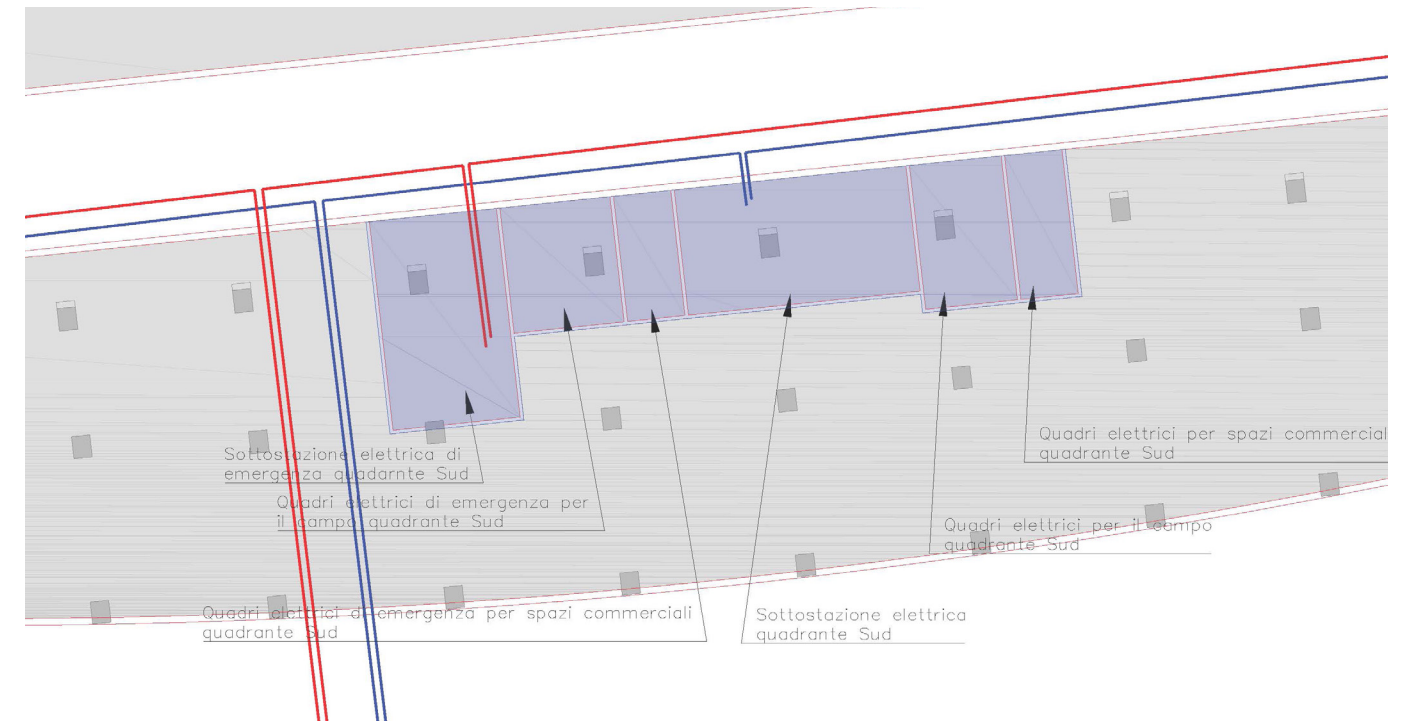 Sottostazione elettrica di
emergenza quadarnte Sud
Quadri elettrici di emergenza per
il campo quadrante Sud
Quadri elettrici di emergenza per spazi commerciali
quadrante Sud
Sottostazione elettrica
quadrante Sud
Quadri elettrici per il campo
quadrante Sud
Quadri elettrici per spazi commercial
quadrante Sud